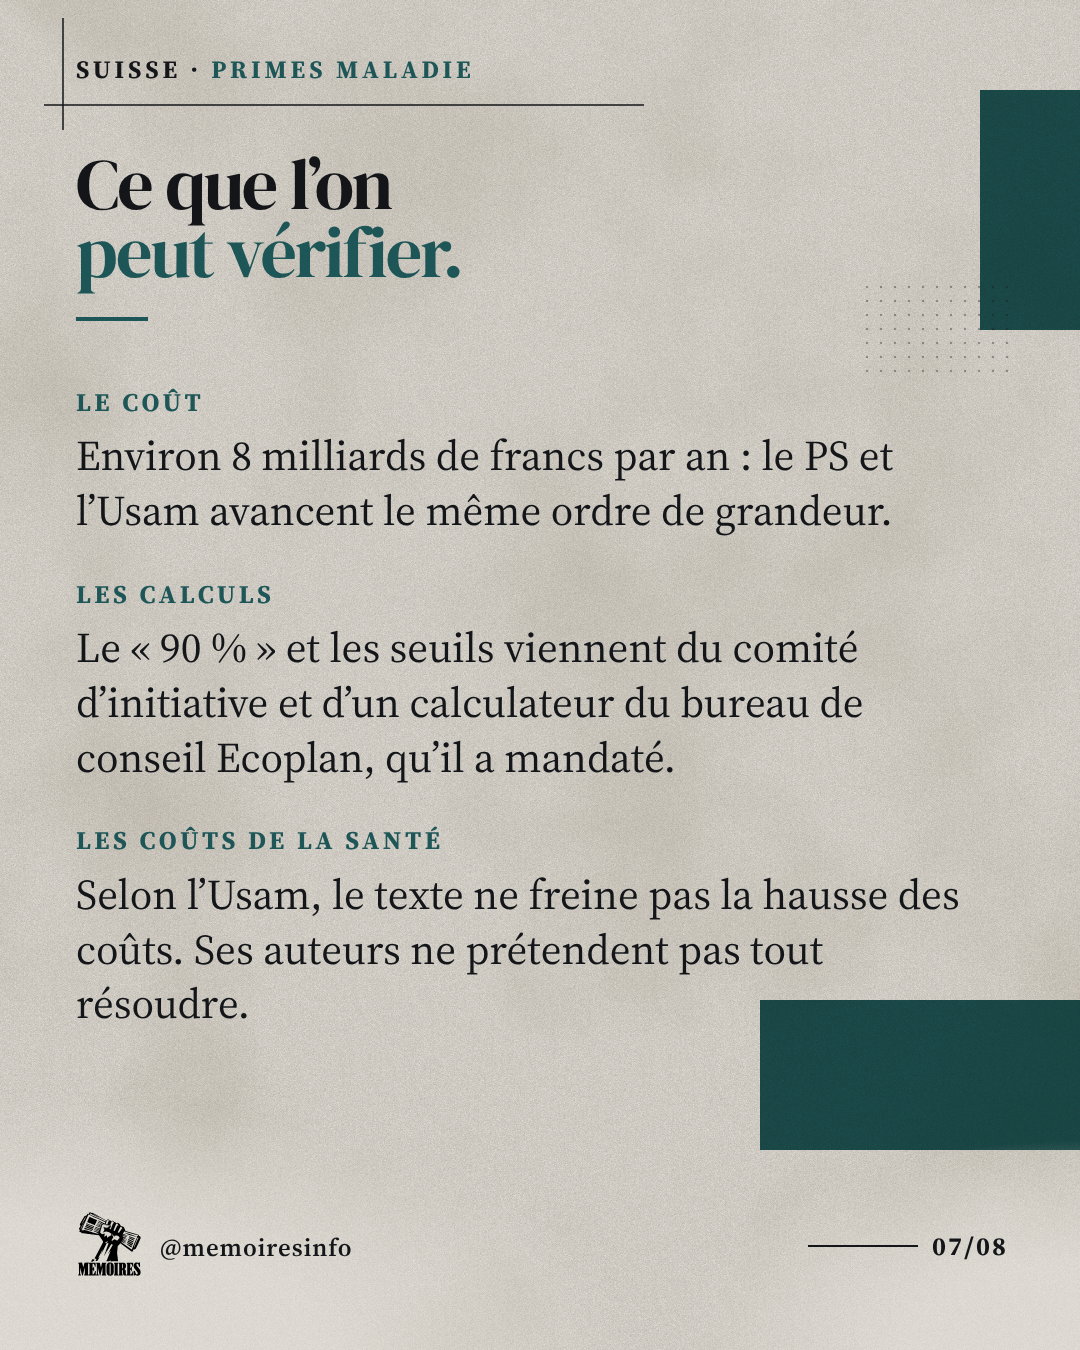 SUISSE · PRIMES MALADIE
Ce que l’on
peut vérifier.
LE COÛT
Environ 8 milliards de francs par an : le PS et
l’Usam avancent le même ordre de grandeur.
LES CALCULS
Le « 90 % » et les seuils viennent du comité
d’initiative et d’un calculateur du bureau de
conseil Ecoplan, qu’il a mandaté.
LES COÛTS DE LA SANTÉ
Selon l’Usam, le texte ne freine pas la hausse des
coûts. Ses auteurs ne prétendent pas tout
résoudre.
MÉMOIRES
@memoiresinfo
07/08